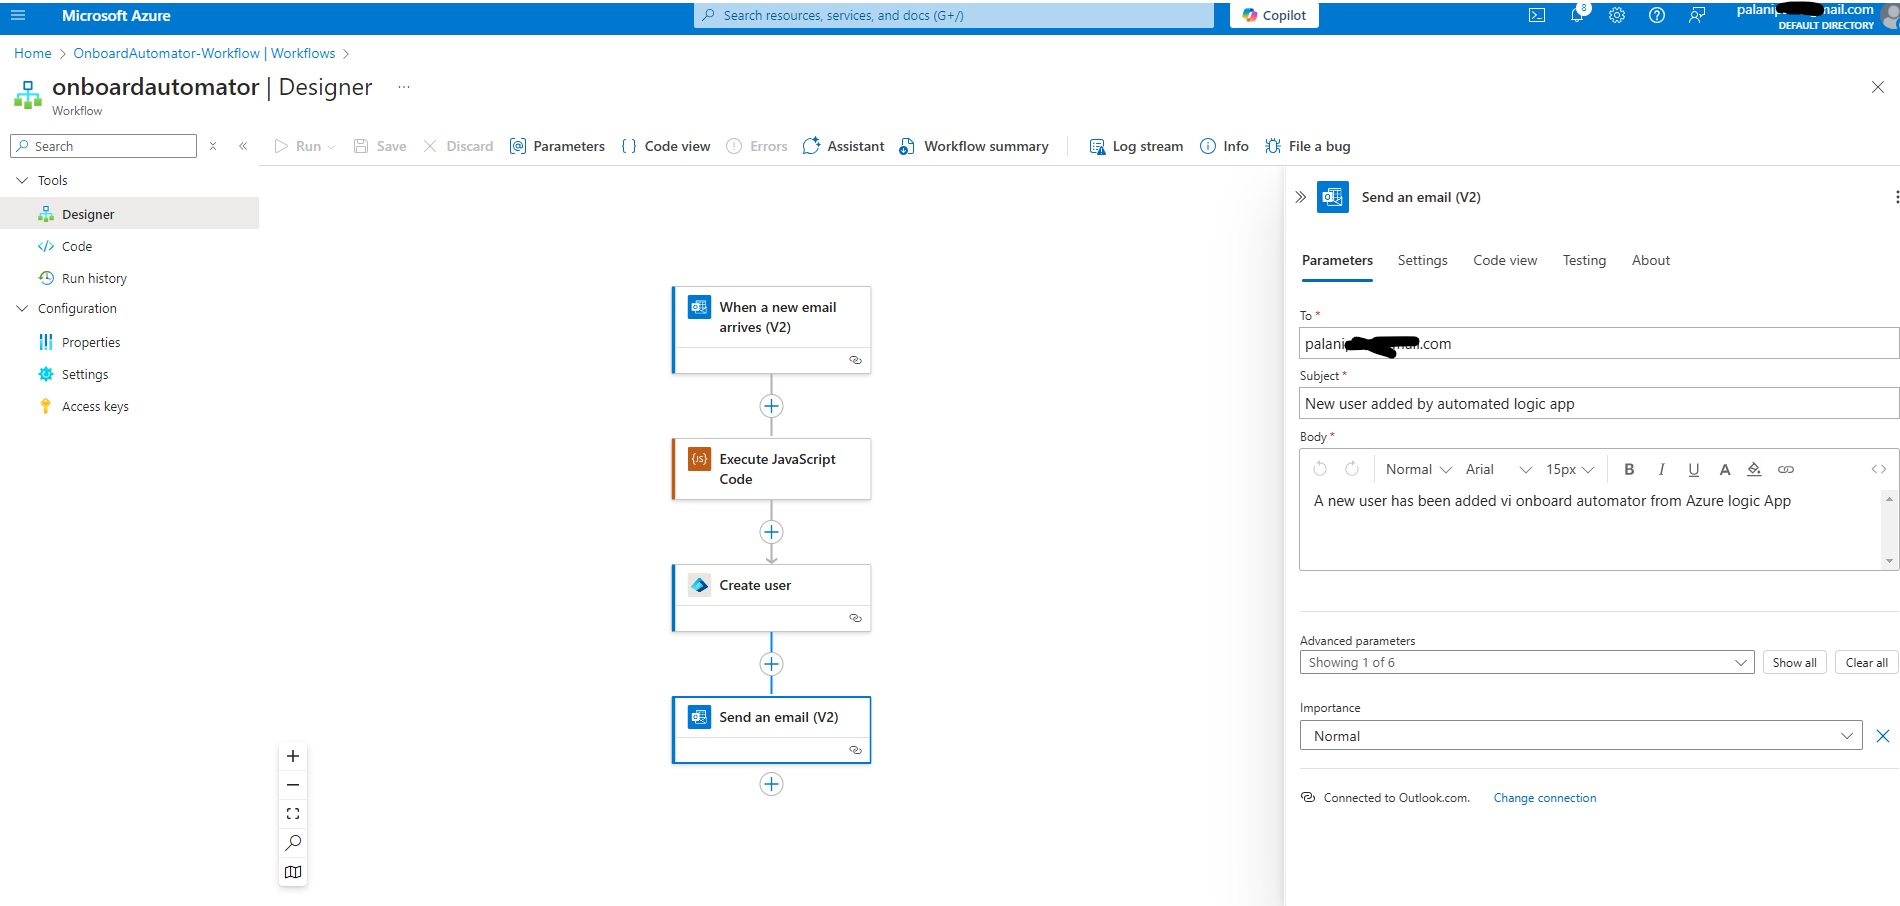 Microsoft Azure
Search resources, services, and docs (G+/)
Copilot
8
palani mail.com
DEFAULT DIRECTORY
Home > OnboardAutomator-Workflow | Workflows >
onboardautomator | Designer ...
Workflow
Search
Run
Save
Discard
Parameters
Code view
Errors
Assistant
Workflow summary
Log stream
Info
File a bug
Tools
Designer
Code
Run history
Configuration
Properties
Settings
Access keys
When a new email
arrives (V2)
Execute JavaScript
Code
Create user
Send an email (V2)
Send an email (V2)
Parameters
Settings
Code view
Testing
About
To *
palani .com
Subject *
New user added by automated logic app
Body *
Normal
Arial
15px
B
I
U
A
A new user has been added vi onboard automator from Azure logic App
Advanced parameters
Showing 1 of 6
Show all
Clear all
Importance
Normal
Connected to Outlook.com.
Change connection